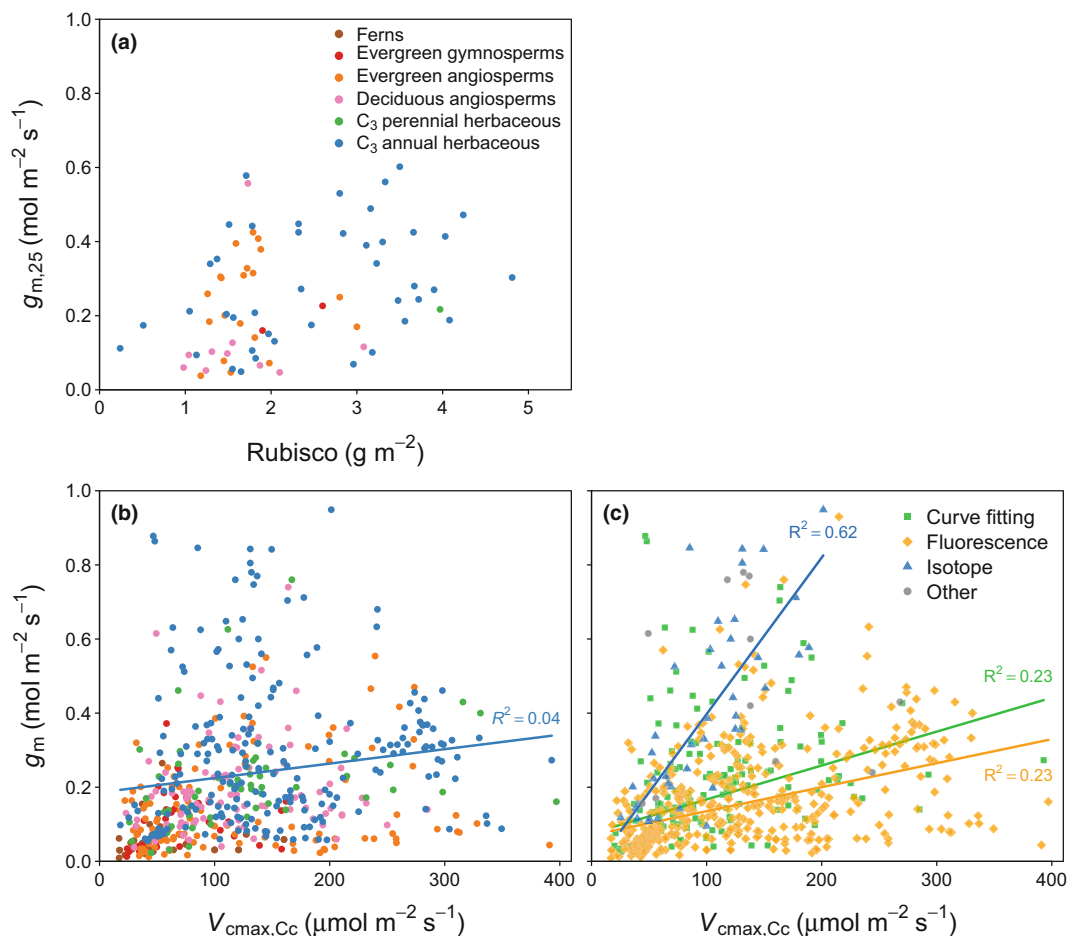 (a)
Ferns
Evergreen gymnosperms
Evergreen angiosperms
Deciduous angiosperms
C₃ perennial herbaceous
C₃ annual herbaceous
1.0
0.8
0.6
0.4
0.2
0.0
gm,25 (mol m−2 s−1)
0 1 2 3 4 5
Rubisco (g m−2)
(b)
1.0
0.8
0.6
0.4
0.2
0.0
gm (mol m−2 s−1)
R2 = 0.04
0 100 200 300 400
Vcmax,Cc (μmol m−2 s−1)
(c)
Curve fitting
Fluorescence
Isotope
Other
R2 = 0.62
R2 = 0.23
R2 = 0.23
0 100 200 300 400
Vcmax,Cc (μmol m−2 s−1)